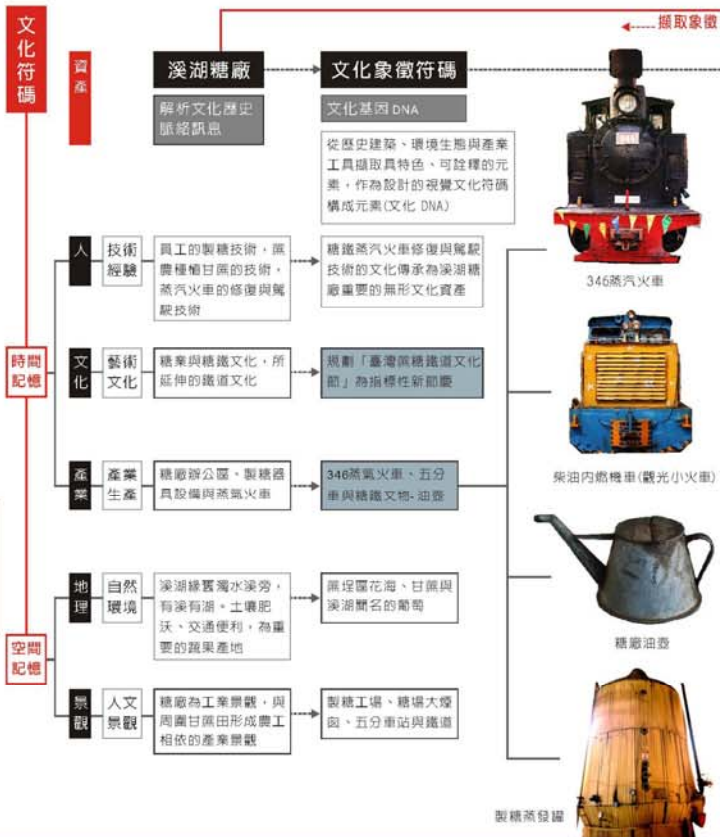 文化符碼
資產
溪湖糖廠
解析文化歷史
脈絡訊息
文化象徵符碼
文化基因 DNA
從歷史建築、環境生態與產業
工具擷取具特色、可詮釋的元
素，作為設計的視覺文化符碼
構成元素(文化 DNA)
擷取象徵
346蒸汽火車
時間
記憶
人
技術
經驗
員工的製糖技術，蔗
農種植甘蔗的技術，
蒸汽火車的修復與駕
駛技術
糖鐵蒸汽火車修復與駕駛
技術的文化傳承為溪湖糖
廠重要的無形文化資產
文化
藝術
文化
糖業與糖鐵文化，所
延伸的鐵道文化
規劃「臺灣蔗糖鐵道文化
節」為指標性新節慶
柴油內燃機車(觀光小火車)
產業
產業
生產
糖廠辦公區、製糖器
具設備與蒸氣火車
346蒸氣火車、五分
車與糖鐵文物-油壺
糖廠油壺
空間
記憶
地理
自然
環境
溪湖緣舊濁水溪旁，
有溪有湖。土壤肥
沃、交通便利，為重
要的蔬果產地
蔗埕區花海、甘蔗與
溪湖聞名的葡萄
景觀
人文
景觀
糖廠為工業景觀，與
周圍甘蔗田形成農工
相依的產業景觀
製糖工場、糖場大煙
囪、五分車站與鐵道
製糖蒸發罐